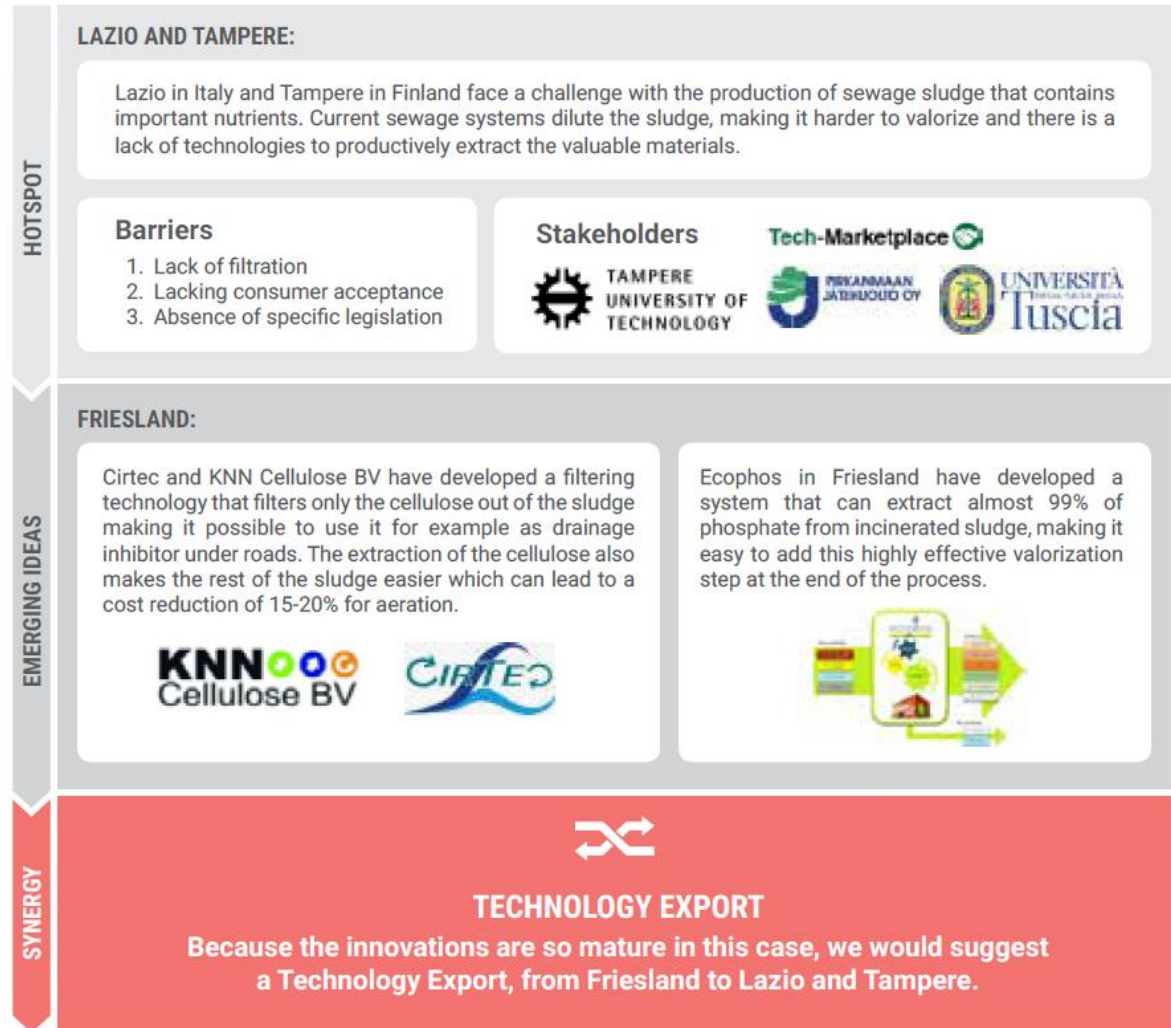 HOTSPOT
LAZIO AND TAMPERE:
Lazio in Italy and Tampere in Finland face a challenge with the production of sewage sludge that contains
important nutrients. Current sewage systems dilute the sludge, making it harder to valorize and there is a
lack of technologies to productively extract the valuable materials.
Barriers
1. Lack of filtration
2. Lacking consumer acceptance
3. Absence of specific legislation
Stakeholders
TAMPERE
UNIVERSITY OF
TECHNOLOGY
Tech-Marketplace
PIRKANMAAN
JÄTEHUOLTO OY
UNIVERSITÀ
Tuscia
EMERGING IDEAS
FRIESLAND:
Cirtec and KNN Cellulose BV have developed a filtering
technology that filters only the cellulose out of the sludge
making it possible to use it for example as drainage
inhibitor under roads. The extraction of the cellulose also
makes the rest of the sludge easier which can lead to a
cost reduction of 15-20% for aeration.
KNN
Cellulose BV
CIRTEC
Ecophos in Friesland have developed a
system that can extract almost 99% of
phosphate from incinerated sludge, making it
easy to add this highly effective valorization
step at the end of the process.
SYNERGY
TECHNOLOGY EXPORT
Because the innovations are so mature in this case, we would suggest
a Technology Export, from Friesland to Lazio and Tampere.